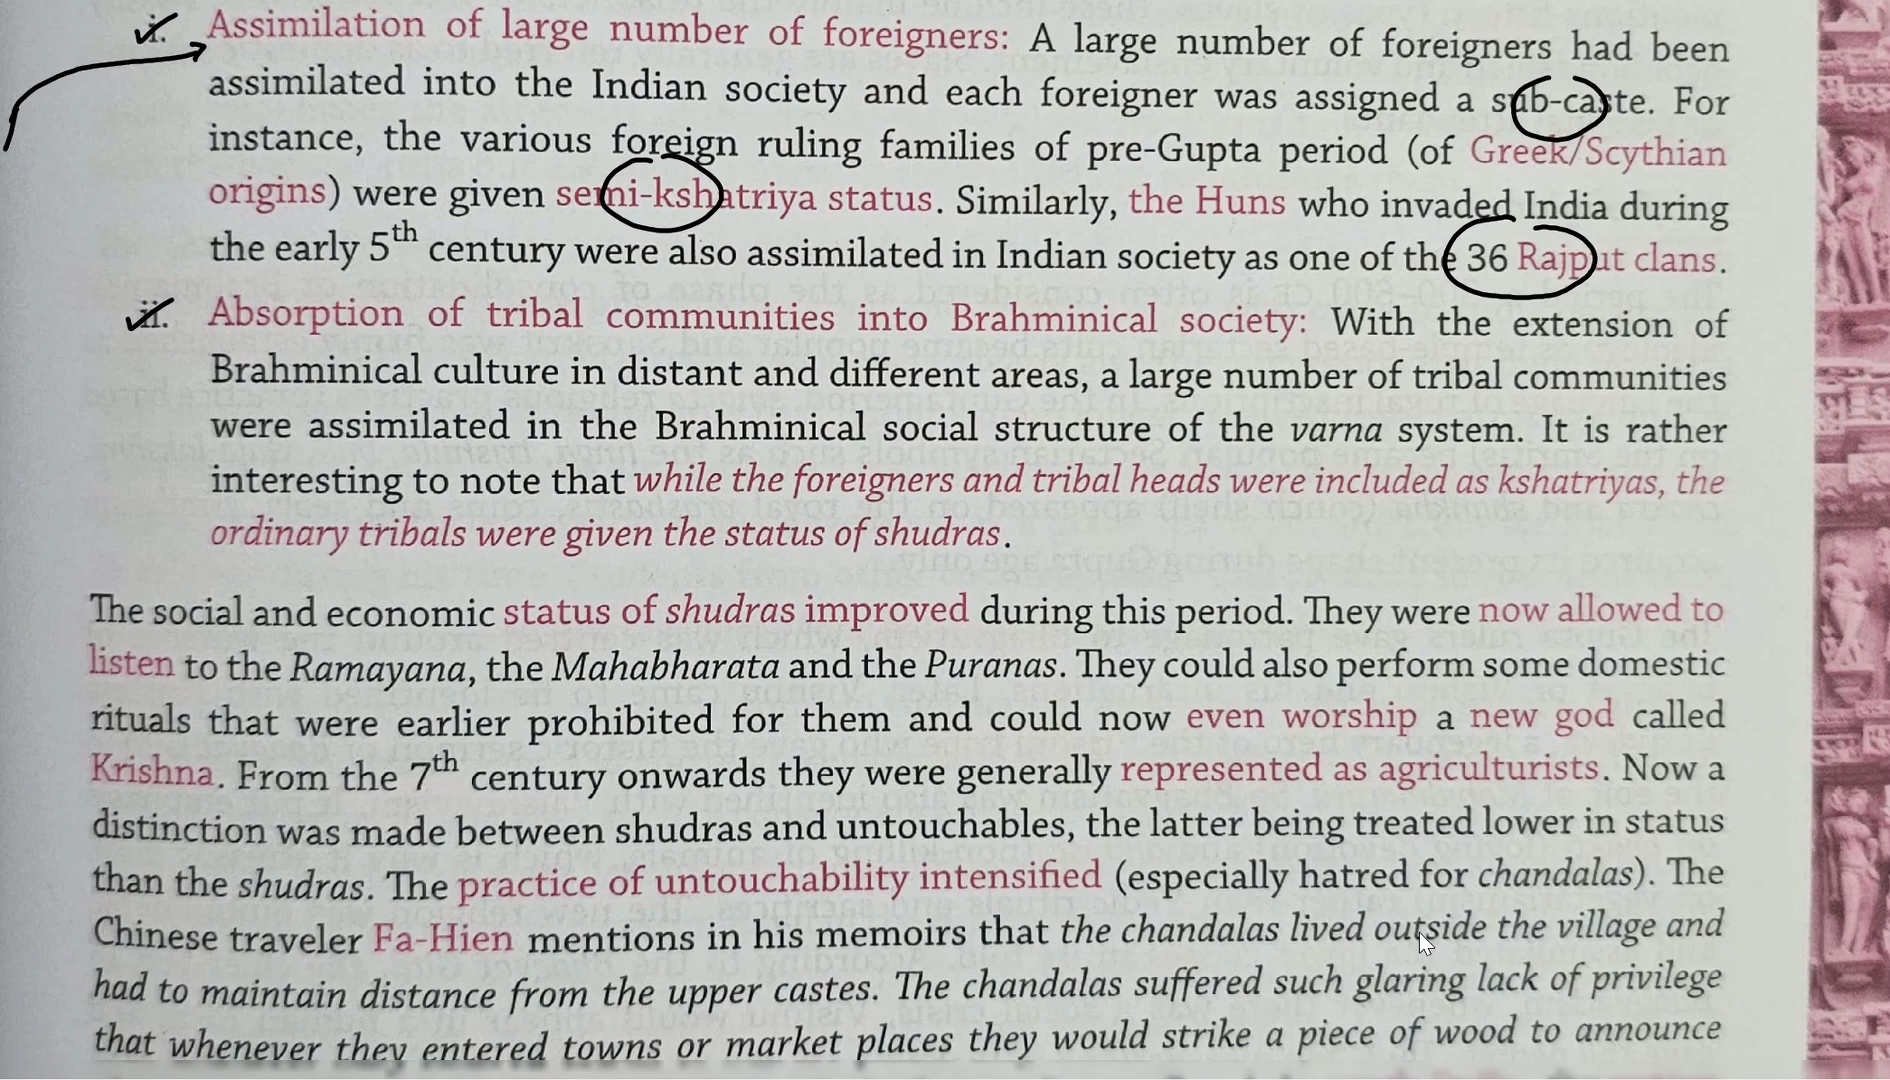 i. Assimilation of large number of foreigners: A large number of foreigners had been
assimilated into the Indian society and each foreigner was assigned a sub-caste. For
instance, the various foreign ruling families of pre-Gupta period (of Greek/Scythian
origins) were given semi-kshatriya status. Similarly, the Huns who invaded India during
the early 5th century were also assimilated in Indian society as one of the 36 Rajput clans.
ii. Absorption of tribal communities into Brahminical society: With the extension of
Brahminical culture in distant and different areas, a large number of tribal communities
were assimilated in the Brahminical social structure of the varna system. It is rather
interesting to note that while the foreigners and tribal heads were included as kshatriyas, the
ordinary tribals were given the status of shudras.
The social and economic status of shudras improved during this period. They were now allowed to
listen to the Ramayana, the Mahabharata and the Puranas. They could also perform some domestic
rituals that were earlier prohibited for them and could now even worship a new god called
Krishna. From the 7th century onwards they were generally represented as agriculturists. Now a
distinction was made between shudras and untouchables, the latter being treated lower in status
than the shudras. The practice of untouchability intensified (especially hatred for chandalas). The
Chinese traveler Fa-Hien mentions in his memoirs that the chandalas lived outside the village and
had to maintain distance from the upper castes. The chandalas suffered such glaring lack of privilege
that whenever they entered towns or market places they would strike a piece of wood to announce